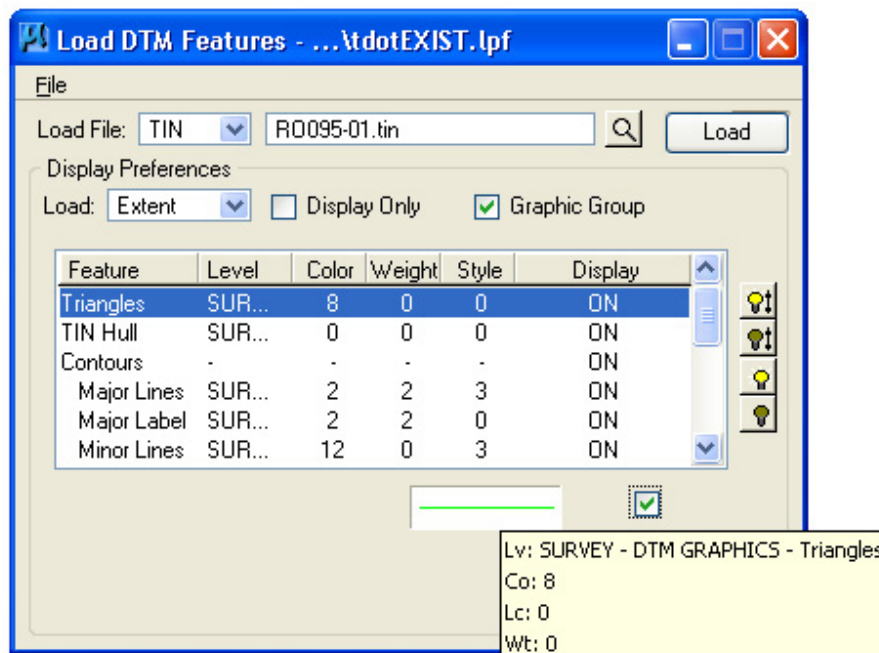 Load DTM Features - ...\tdotEXIST.lpf
File
Load File: TIN RO095-01.tin Load
Display Preferences
Load: Extent Display Only Graphic Group
Feature Level Color Weight Style Display
Triangles SUR... 8 0 0 ON
TIN Hull SUR... 0 0 0 ON
Contours - - - - ON
Major Lines SUR... 2 2 3 ON
Major Label SUR... 2 2 0 ON
Minor Lines SUR... 12 0 3 ON
Lv: SURVEY - DTM GRAPHICS - Triangles
Co: 8
Lc: 0
Wt: 0